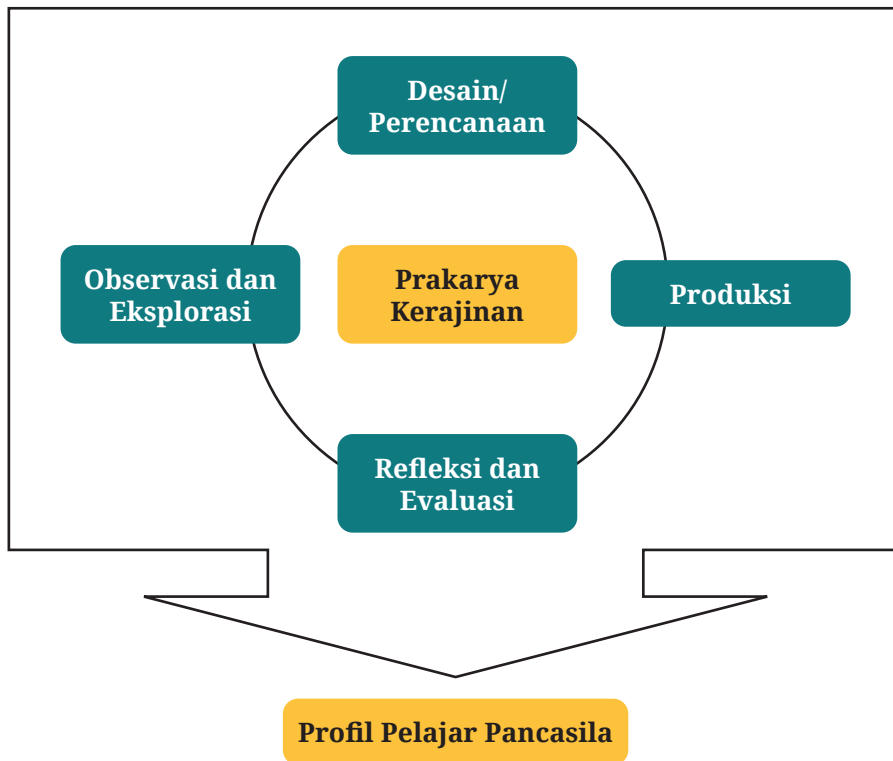 Desain/
Perencanaan
Observasi dan
Eksplorasi
Prakarya
Kerajinan
Produksi
Refleksi dan
Evaluasi
Profil Pelajar Pancasila